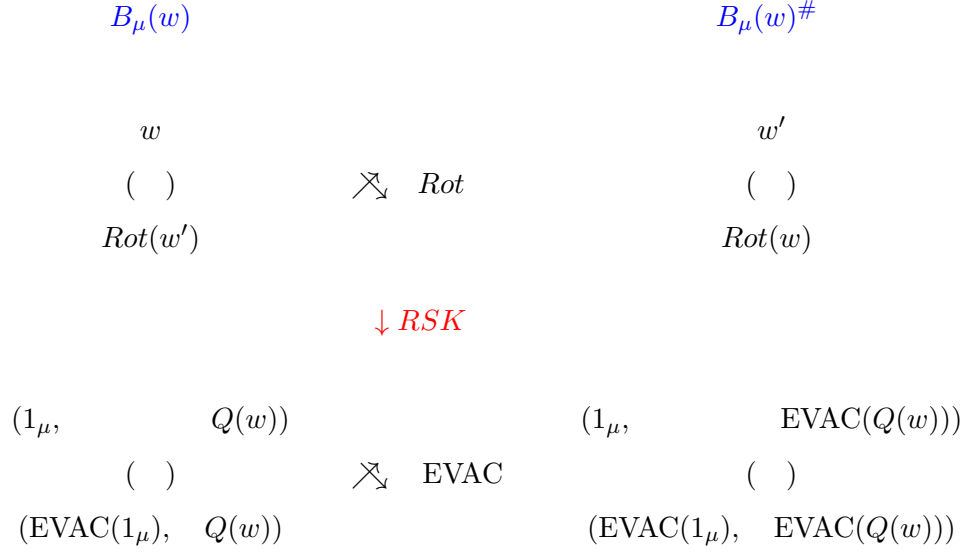 B_μ(w) B_μ(w)^#
w w′
( ) ⤨ Rot ( )
Rot(w′) Rot(w)
↓ RSK
(1_μ, Q(w)) (1_μ, EVAC(Q(w)))
( ) ⤨ EVAC ( )
(EVAC(1_μ), Q(w)) (EVAC(1_μ), EVAC(Q(w)))